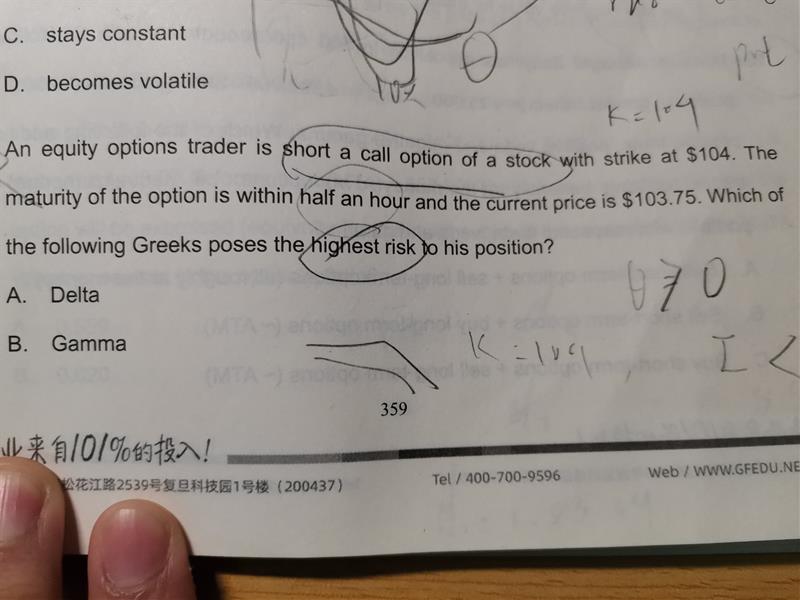 C. stays constant
D. becomes volatile
10%
K=104
An equity options trader is short a call option of a stock with strike at $104. The
maturity of the option is within half an hour and the current price is $103.75. Which of
the following Greeks poses the highest risk to his position?
A. Delta
B. Gamma
K=104,
359
业来自101%的投入!
松花江路2539号复旦科技园1号楼（200437）
Tel / 400-700-9596
Web / WWW.GFEDU.NE